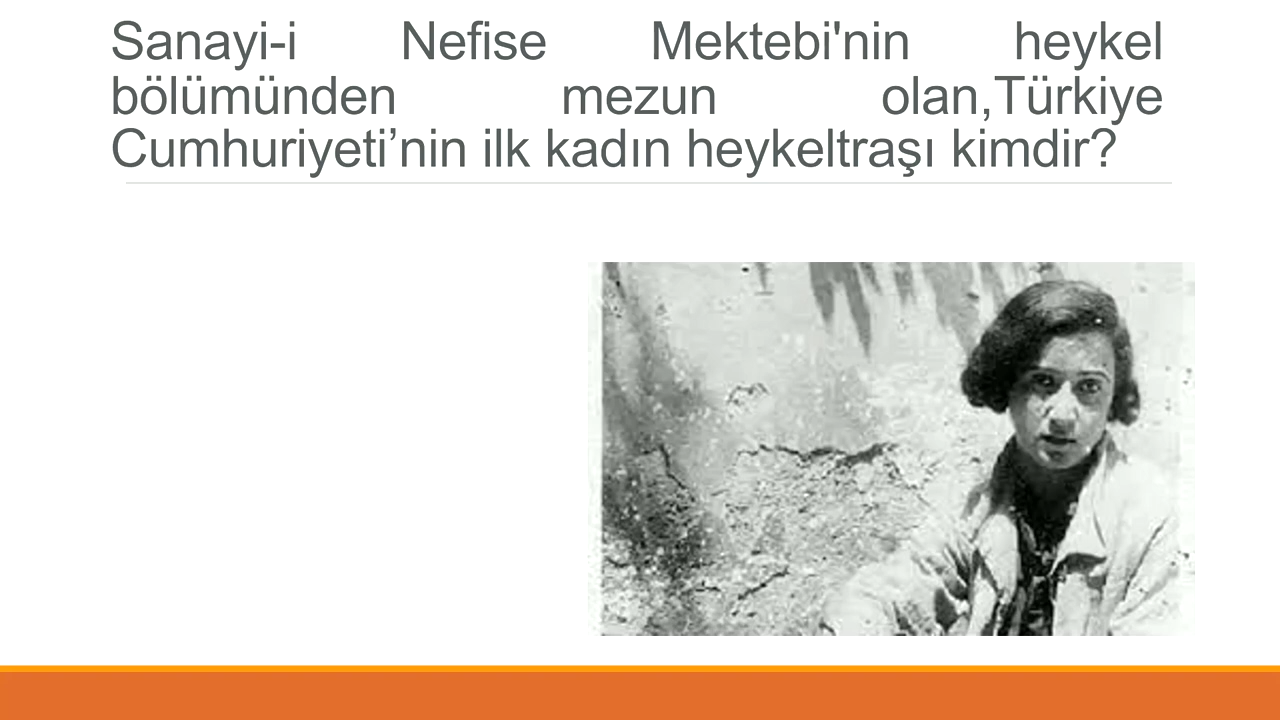 Sanayi-i Nefise Mektebi'nin heykel
bölümünden mezun olan,Türkiye
Cumhuriyeti’nin ilk kadın heykeltraşı kimdir?